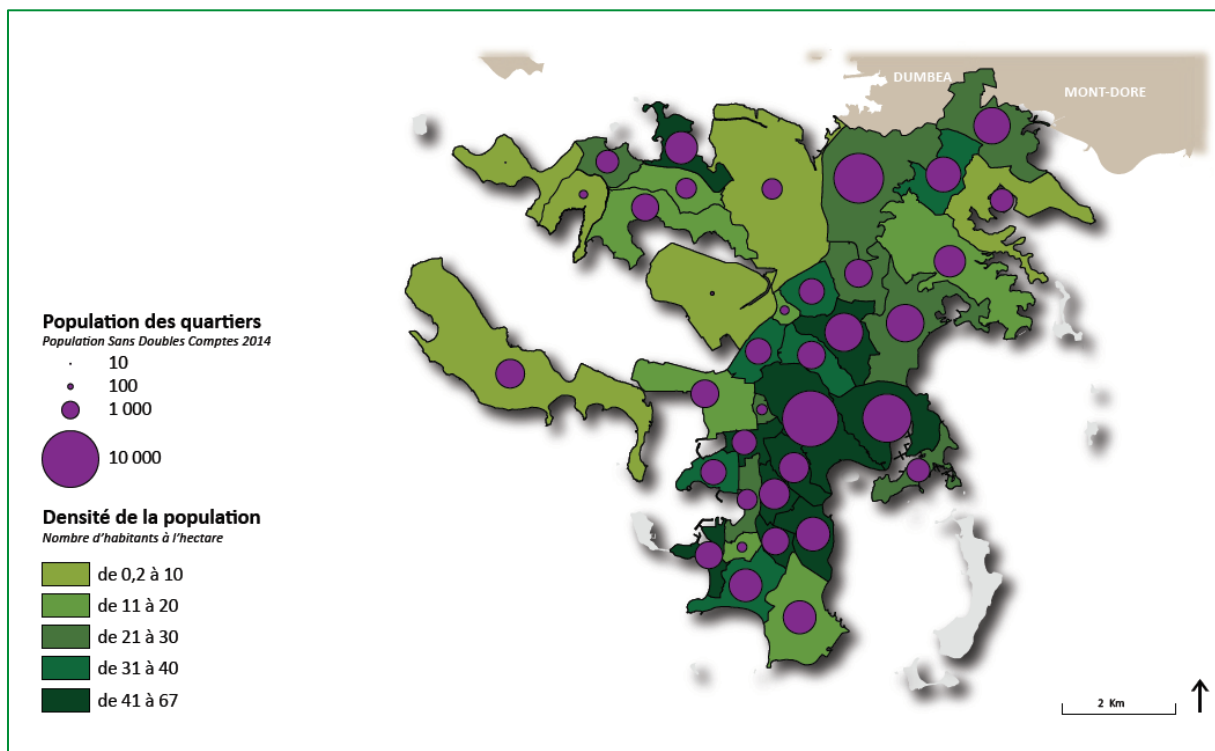 DUMBEA
MONT-DORE
Population des quartiers
Population Sans Doubles Comptes 2014
10
100
1 000
10 000
Densité de la population
Nombre d'habitants à l'hectare
de 0,2 à 10
de 11 à 20
de 21 à 30
de 31 à 40
de 41 à 67
2 Km